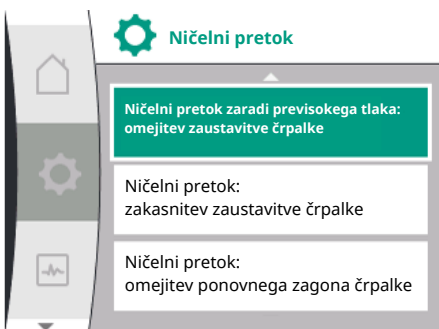 Ničelni pretok
Ničelni pretok zaradi previsokega tlaka:
omejitev zaustavitve črpalke
Ničelni pretok:
zakasnitev zaustavitve črpalke
Ničelni pretok:
omejitev ponovnega zagona črpalke